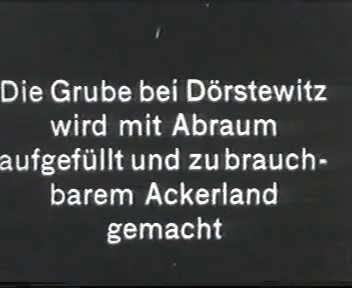 Die Grube bei Dörstewitz
wird mit Abraum
aufgefüllt und zu brauch-
barem Ackerland
gemacht